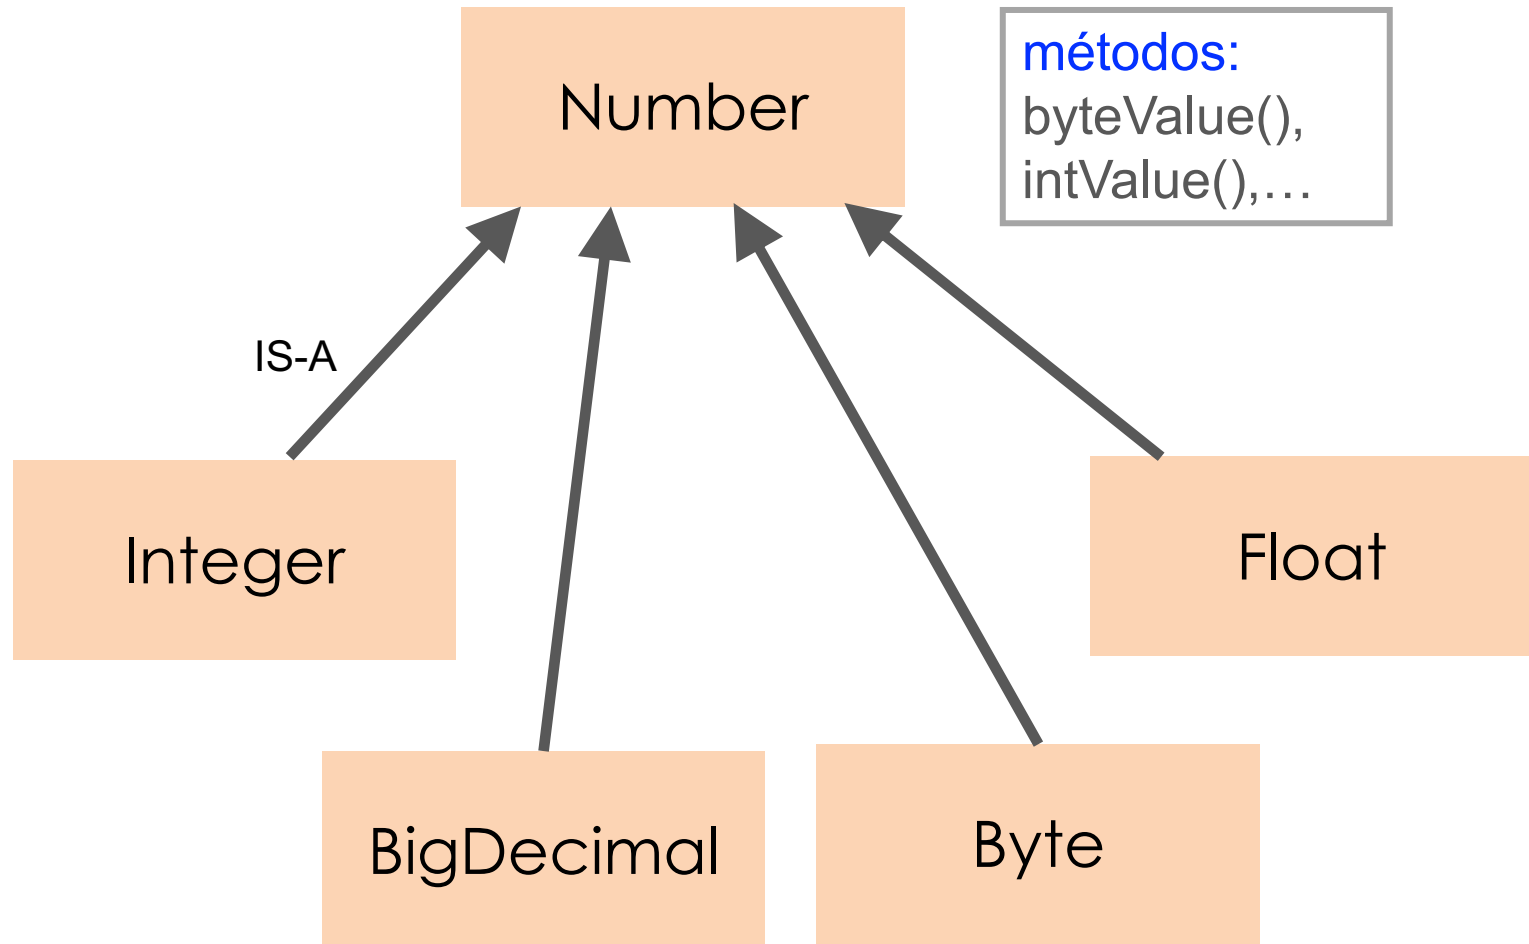 Number
métodos:
byteValue(),
intValue(),…
IS-A
Integer
Float
BigDecimal
Byte